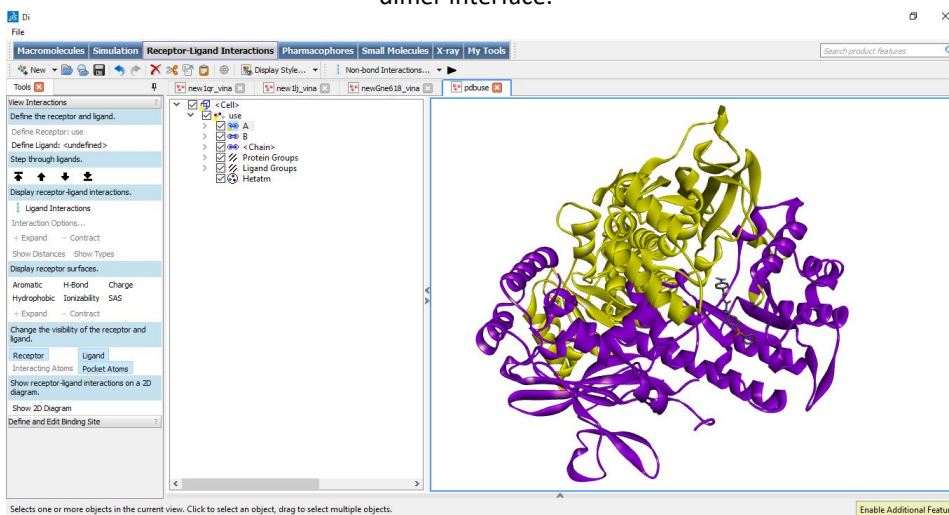 dimer interface.
Di
File
Macromolecules Simulation Receptor-Ligand Interactions Pharmacophores Small Molecules X-ray My Tools
Search product features
New Display Style... Non-bond Interactions...
Tools
new1qr_vina new1lj_vina newGne618_vina pdbuse
View Interactions
Define the receptor and ligand.
Define Receptor: use
Define Ligand: <undefined>
Step through ligands.
Display receptor-ligand interactions.
Ligand Interactions
Interaction Options...
+ Expand - Contract
Show Distances Show Types
Display receptor surfaces.
Aromatic H-Bond Charge
Hydrophobic Ionizability SAS
+ Expand - Contract
Change the visibility of the receptor and
ligand.
Receptor Ligand
Interacting Atoms Pocket Atoms
Show receptor-ligand interactions on a 2D
diagram.
Show 2D Diagram
Define and Edit Binding Site
<Cell>
use
A
B
<Chain>
Protein Groups
Ligand Groups
Hetatm
Selects one or more objects in the current view. Click to select an object, drag to select multiple objects.
Enable Additional Featu